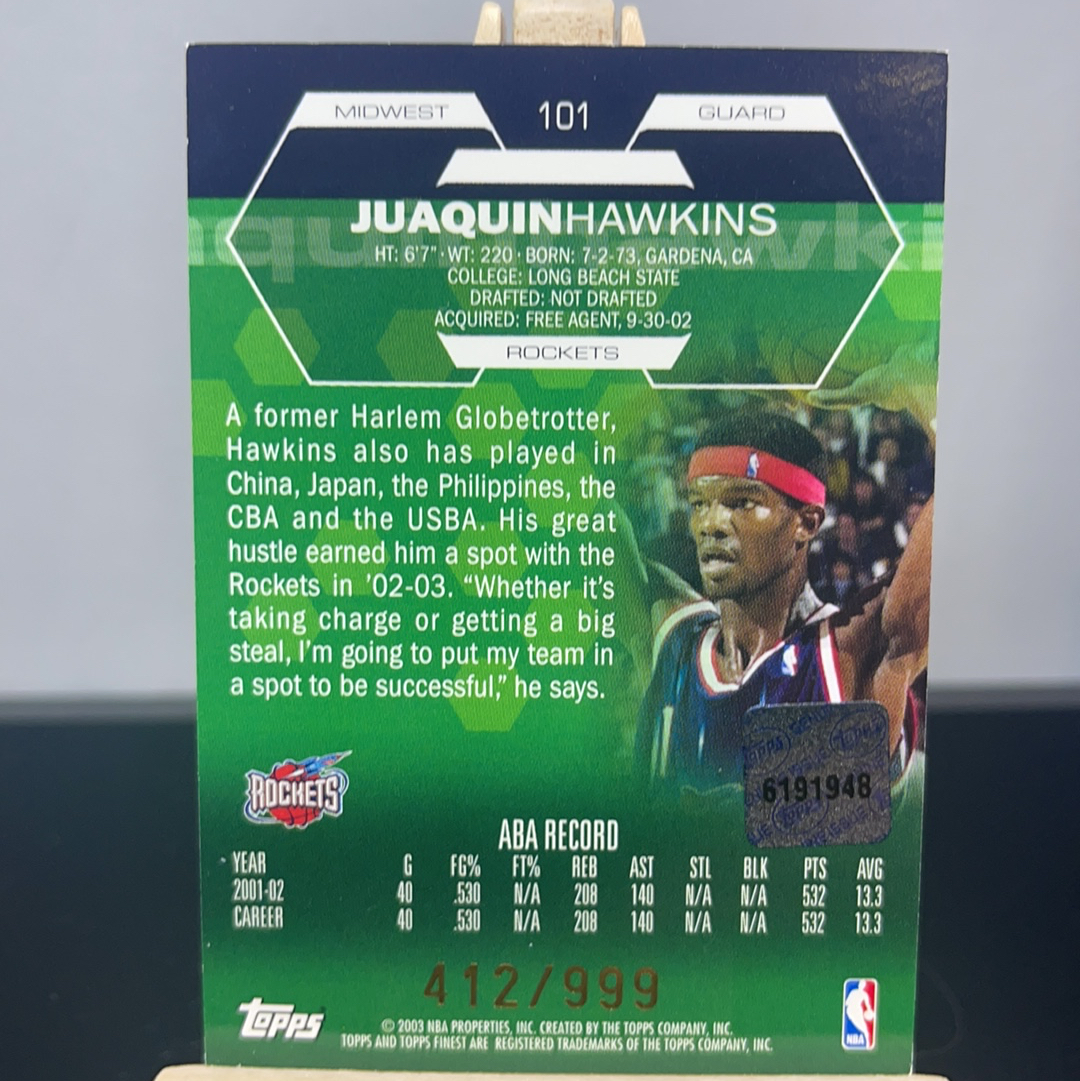 MIDWEST 101 GUARD
JUAQUINHAWKINS
HT: 6'7" · WT: 220 · BORN: 7-2-73, GARDENA, CA
COLLEGE: LONG BEACH STATE
DRAFTED: NOT DRAFTED
ACQUIRED: FREE AGENT, 9-30-02
ROCKETS
A former Harlem Globetrotter,
Hawkins also has played in
China, Japan, the Philippines, the
CBA and the USBA. His great
hustle earned him a spot with the
Rockets in '02-03. “Whether it's
taking charge or getting a big
steal, I'm going to put my team in
a spot to be successful,” he says.
6191948
ROCKETS
ABA RECORD
YEAR G FG% FT% REB AST STL BLK PTS AVG
2001-02 40 .530 N/A 208 140 N/A N/A 532 13.3
CAREER 40 .530 N/A 208 140 N/A N/A 532 13.3
412/999
Topps
© 2003 NBA PROPERTIES, INC. CREATED BY THE TOPPS COMPANY, INC.
TOPPS AND TOPPS FINEST ARE REGISTERED TRADEMARKS OF THE TOPPS COMPANY, INC.
NBA